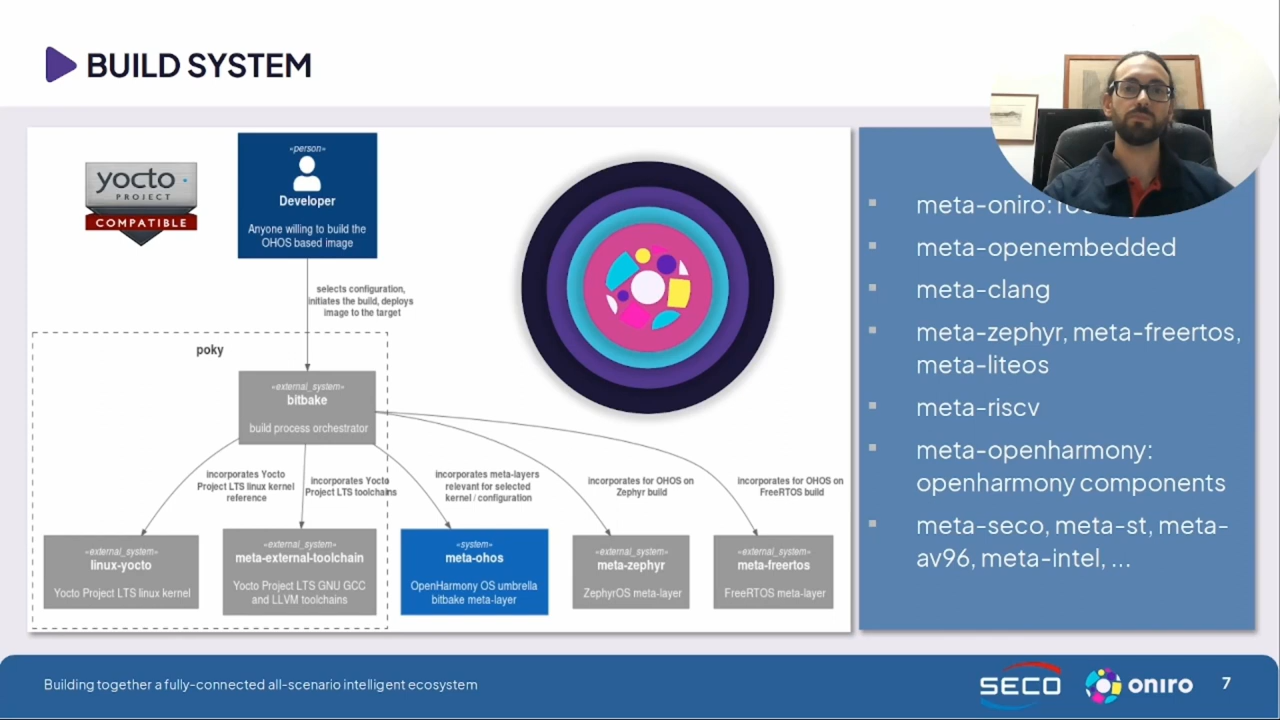 BUILD SYSTEM
yocto
PROJECT
COMPATIBLE
«person»
Developer
Anyone willing to build the
OHOS based image
selects configuration,
initiates the build, deploys
image to the target
poky
«external_system»
bitbake
build process orchestrator
incorporates Yocto
Project LTS linux kernel
reference
incorporates Yocto
Project LTS toolchains
incorporates meta-layers
relevant for selected
kernel / configuration
incorporates for OHOS on
Zephyr build
incorporates for OHOS on
FreeRTOS build
«external_system»
linux-yocto
Yocto Project LTS linux kernel
«external_system»
meta-external-toolchain
Yocto Project LTS GNU GCC
and LLVM toolchains
«system»
meta-ohos
OpenHarmony OS umbrella
bitbake meta-layer
«external_system»
meta-zephyr
ZephyrOS meta-layer
«external_system»
meta-freertos
FreeRTOS meta-layer
meta-oniro:
meta-openembedded
meta-clang
meta-zephyr, meta-freertos,
meta-liteos
meta-riscv
meta-openharmony:
openharmony components
meta-seco, meta-st, meta-
av96, meta-intel, ...
Building together a fully-connected all-scenario intelligent ecosystem
SECO
oniro
7